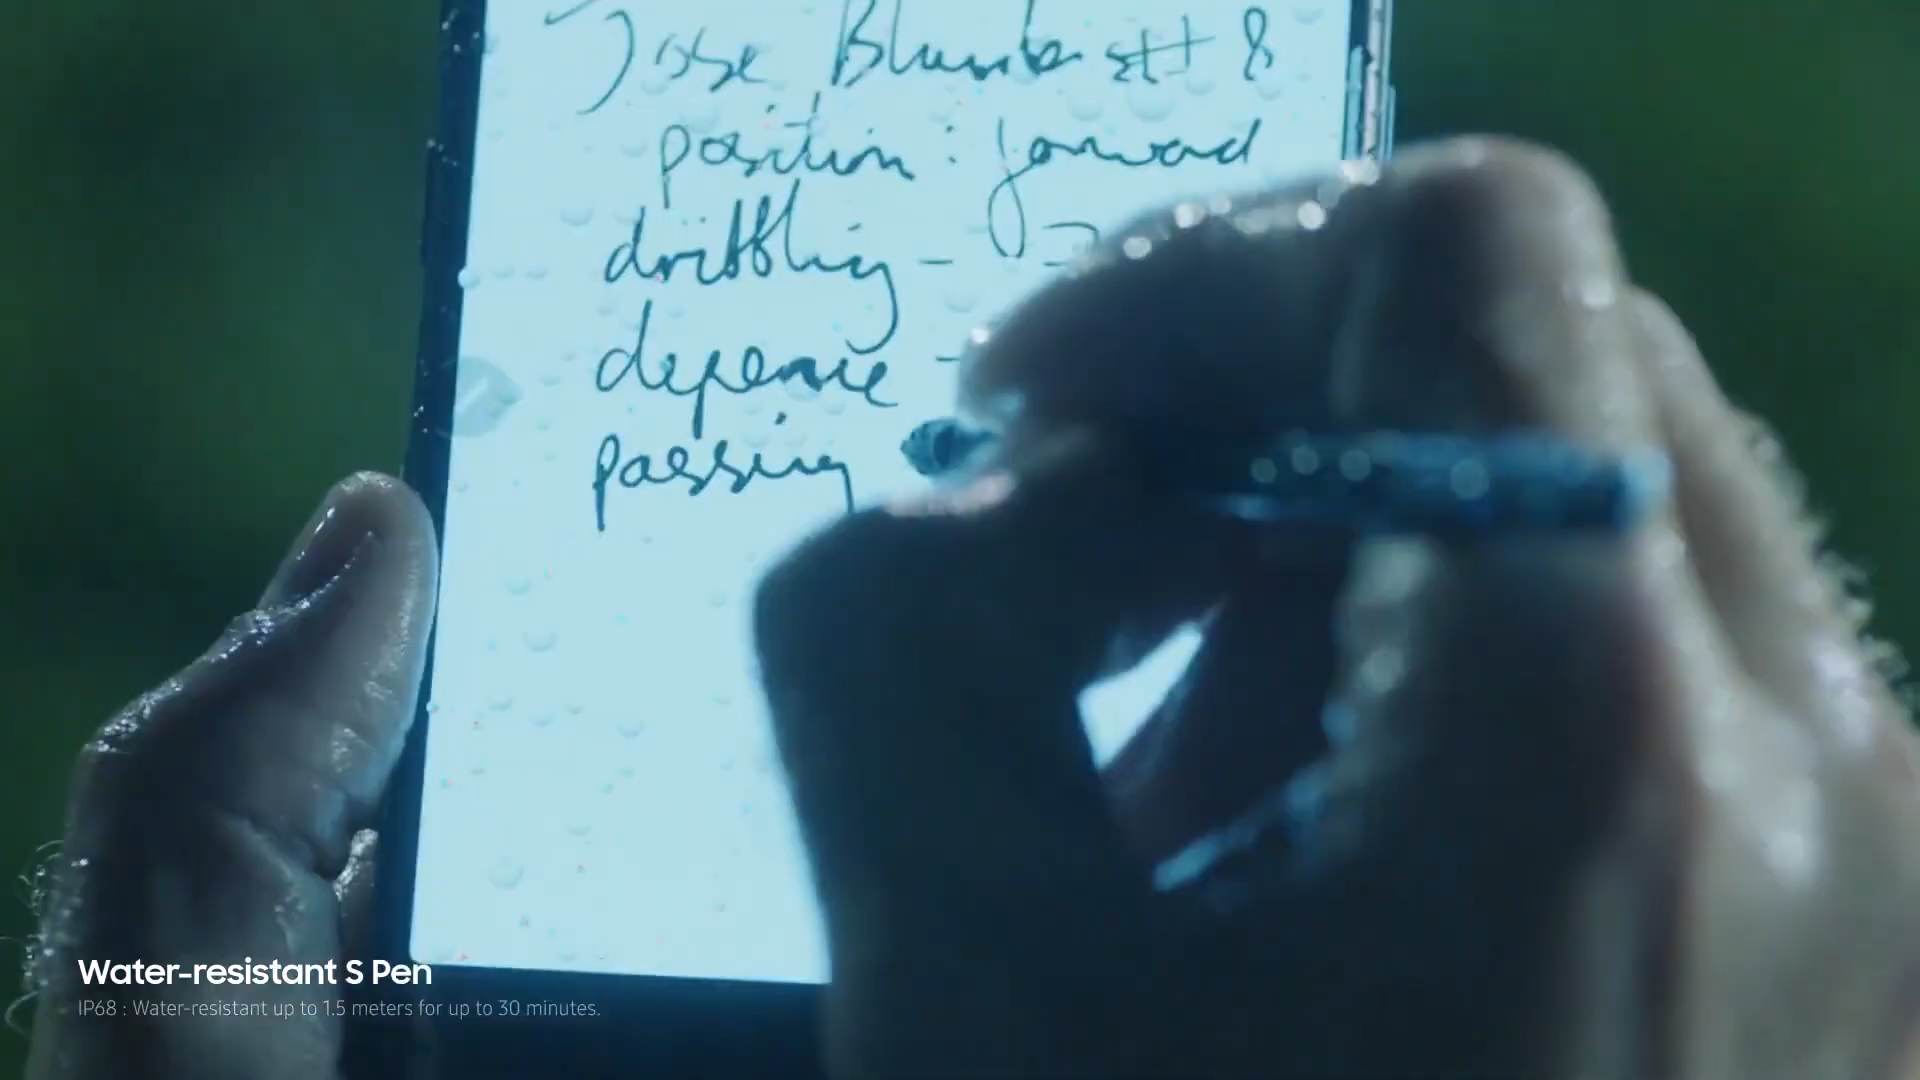 Jose # 8
position : forward
dribbling -
defence -
passing
Water-resistant S Pen
IP68 : Water-resistant up to 1.5 meters for up to 30 minutes.